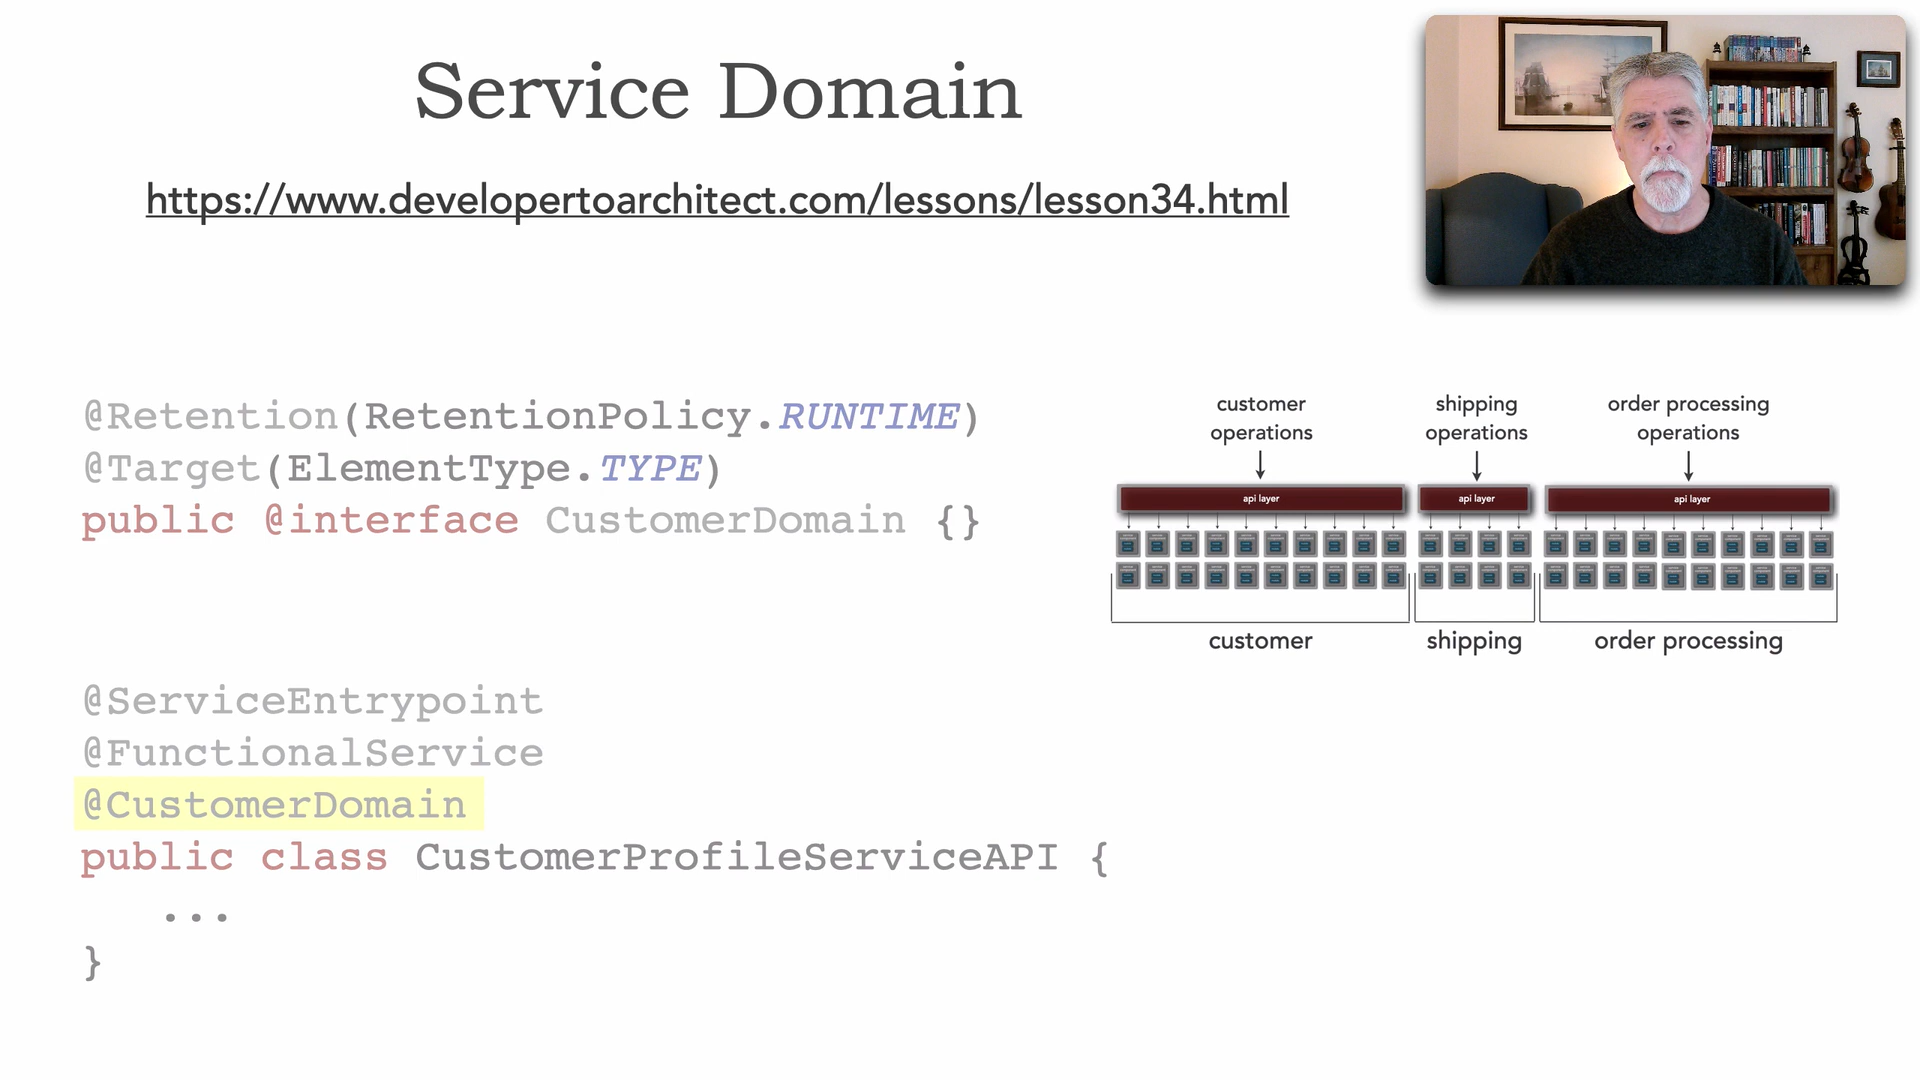 Service Domain
https://www.developertoarchitect.com/lessons/lesson34.html
@Retention(RetentionPolicy.RUNTIME)
@Target(ElementType.TYPE)
public @interface CustomerDomain {}
@ServiceEntrypoint
@FunctionalService
@CustomerDomain
public class CustomerProfileServiceAPI {
...
}
customer
operations
shipping
operations
order processing
operations
api layer
api layer
api layer
customer
shipping
order processing